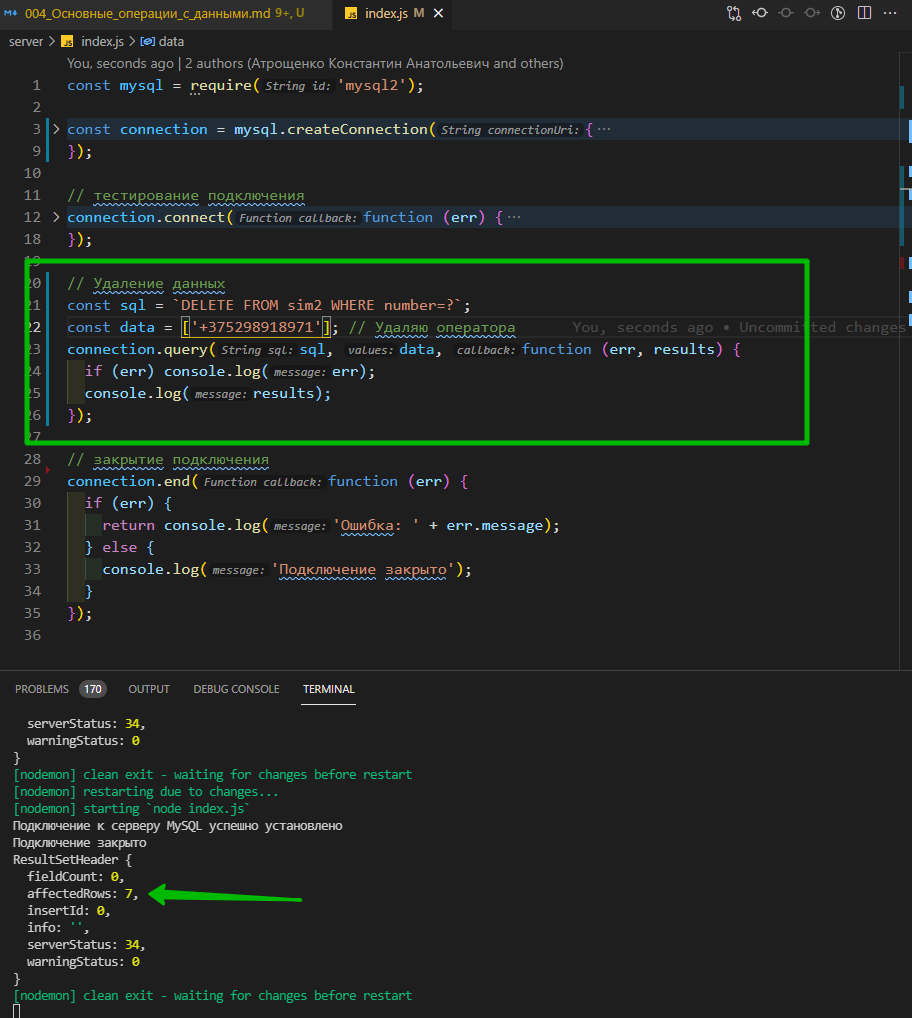 004_Основные_операции_с_данными.md 9+, U
index.js M
server > index.js > data
You, seconds ago | 2 authors (Атрощенко Константин Анатольевич and others)
1 const mysql = require(String id: 'mysql2');
2
3 const connection = mysql.createConnection(String connectionUri: {···
9 });
10
11 // тестирование подключения
12 connection.connect(Function callback: function (err) {···
18 });
19
20 // Удаление данных
21 const sql = `DELETE FROM sim2 WHERE number=?`;
22 const data = ['+375298918971']; // Удаляю оператора You, seconds ago • Uncommitted changes
23 connection.query(String sql: sql, values: data, callback: function (err, results) {
24 if (err) console.log(message: err);
25 console.log(message: results);
26 });
27
28 // закрытие подключения
29 connection.end(Function callback: function (err) {
30 if (err) {
31 return console.log(message: 'Ошибка: ' + err.message);
32 } else {
33 console.log(message: 'Подключение закрыто');
34 }
35 });
36
PROBLEMS 170 OUTPUT DEBUG CONSOLE TERMINAL
serverStatus: 34,
warningStatus: 0
}
[nodemon] clean exit - waiting for changes before restart
[nodemon] restarting due to changes...
[nodemon] starting `node index.js`
Подключение к серверу MySQL успешно установлено
Подключение закрыто
ResultSetHeader {
fieldCount: 0,
affectedRows: 7,
insertId: 0,
info: '',
serverStatus: 34,
warningStatus: 0
}
[nodemon] clean exit - waiting for changes before restart